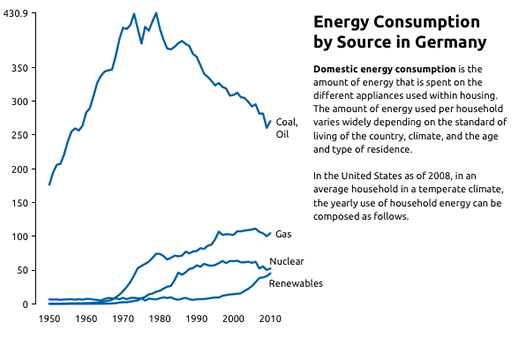 Energy Consumption
by Source in Germany
Domestic energy consumption is the
amount of energy that is spent on the
different appliances used within housing.
The amount of energy used per household
varies widely depending on the standard of
living of the country, climate, and the age
and type of residence.
In the United States as of 2008, in an
average household in a temperate climate,
the yearly use of household energy can be
composed as follows.
430.9
350
300
250
200
150
100
50
0
Coal,
Oil
Gas
Nuclear
Renewables
1950 1960 1970 1980 1990 2000 2010